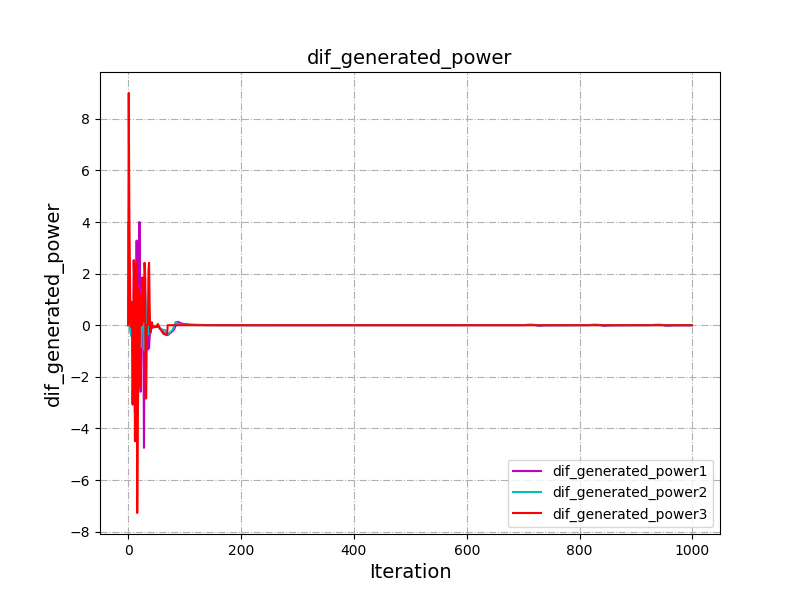 dif_generated_power
dif_generated_power
8
6
4
2
0
−2
−4
−6
−8
0
200
400
600
800
1000
Iteration
dif_generated_power1
dif_generated_power2
dif_generated_power3